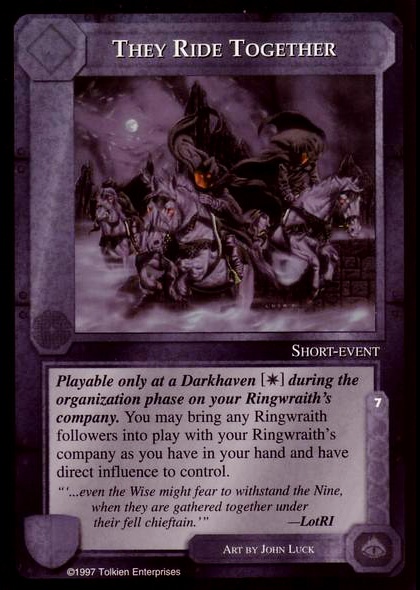 They Ride Together
Short-event
Playable only at a Darkhaven [✷] during the
organization phase on your Ringwraith's
company. You may bring any Ringwraith
followers into play with your Ringwraith's
company as you have in your hand and have
direct influence to control.
7
"'...even the Wise might fear to withstand the Nine,
when they are gathered together under
their fell chieftain.'" —LotRI
Art by John Luck
©1997 Tolkien Enterprises